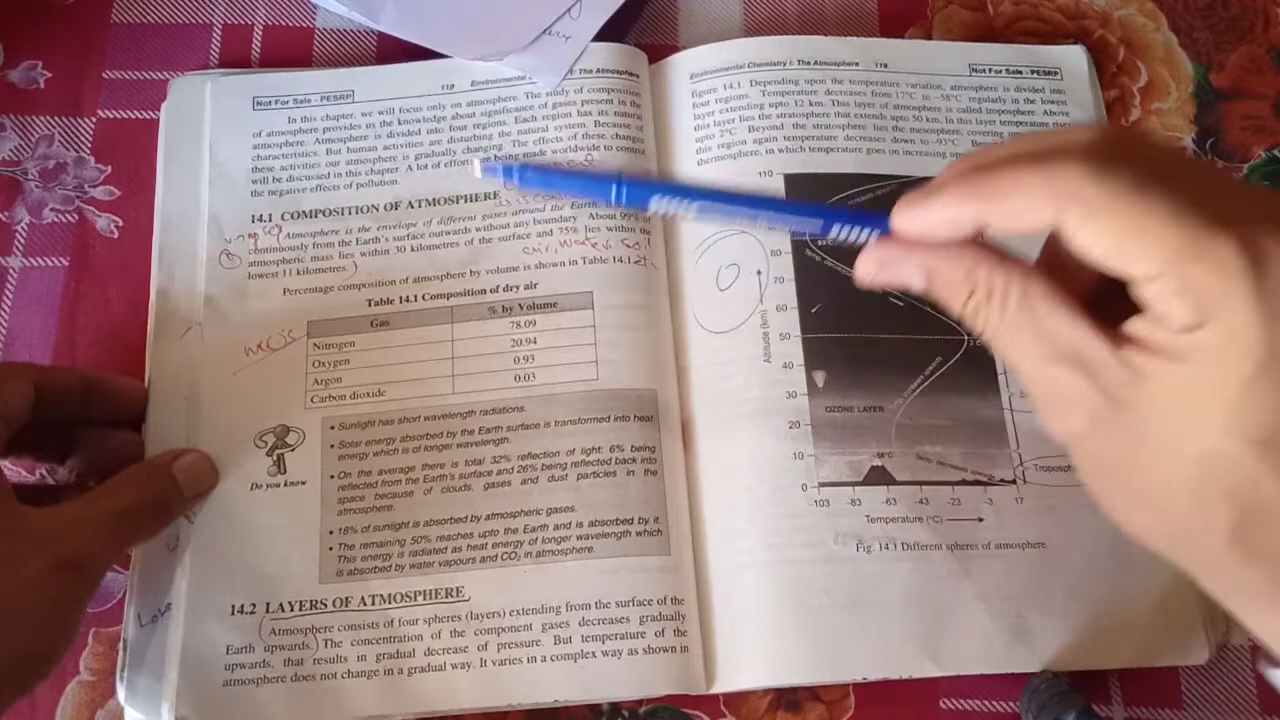 Not For Sale - PESRP
118 Environmental I: The Atmosphere
In this chapter, we will focus only on atmosphere. The study of composition
of atmosphere provides us the knowledge about significance of gases present in the
atmosphere. Atmosphere is divided into four regions. Each region has its natural
characteristics. But human activities are disturbing the natural system. Because of
these activities our atmosphere is gradually changing. The effects of these changes
will be discussed in this chapter. A lot of efforts are being made worldwide to control
the negative effects of pollution.
14.1 COMPOSITION OF ATMOSPHERE
Atmosphere is the envelope of different gases around the Earth.
continuously from the Earth's surface outwards without any boundary About 99% of
atmospheric mass lies within 30 kilometres of the surface and 75% lies within the
lowest 11 kilometres.
air, water, soil
Percentage composition of atmosphere by volume is shown in Table 14.1
Table 14.1 Composition of dry air
Gas % by Volume
Nitrogen 78.09
Oxygen 20.94
Argon 0.93
Carbon dioxide 0.03
MCQ'S
Do you know
• Sunlight has short wavelength radiations.
• Solar energy absorbed by the Earth surface is transformed into heat
energy which is of longer wavelength.
• On the average there is total 32% reflection of light: 6% being
reflected from the Earth's surface and 26% being reflected back into
space because of clouds, gases and dust particles in the
atmosphere.
• 18% of sunlight is absorbed by atmospheric gases.
• The remaining 50% reaches upto the Earth and is absorbed by it.
This energy is radiated as heat energy of longer wavelength which
is absorbed by water vapours and CO₂ in atmosphere.
14.2 LAYERS OF ATMOSPHERE
Atmosphere consists of four spheres (layers) extending from the surface of the
Earth upwards. The concentration of the component gases decreases gradually
upwards, that results in gradual decrease of pressure. But temperature of the
atmosphere does not change in a gradual way. It varies in a complex way as shown in
Love
Environmental Chemistry I: The Atmosphere 119
Not For Sale - PESRP
figure 14.1. Depending upon the temperature variation, atmosphere is divided into
four regions. Temperature decreases from 17°C to –58°C regularly in the lowest
layer extending upto 12 km. This layer of atmosphere is called troposphere. Above
this layer lies the stratosphere that extends upto 50 km. In this layer temperature rises
upto 2°C. Beyond the stratosphere lies the mesosphere, covering
this region again temperature decreases down to –93°C.
thermosphere, in which temperature goes on increasing
110
80
70
60
50
40
30
20
10
0
Altitude (km)
-93°C
2°C
Temp. increases upwards
OZONE LAYER
-58°C
Temp. decreases upwards
Troposph
-103 -83 -63 -43 -23 -3 17
Temperature (°C)
Fig. 14.1 Different spheres of atmosphere